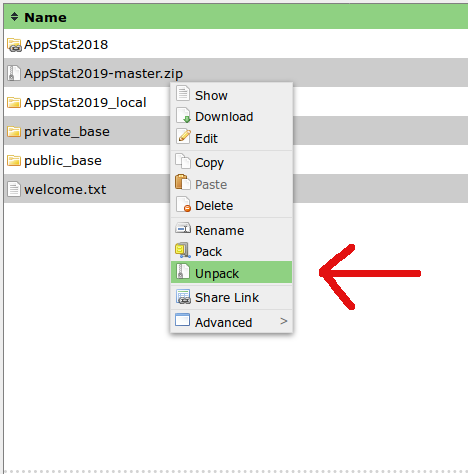 Name
AppStat2018
AppStat2019-master.zip
AppStat2019_local
private_base
public_base
welcome.txt
Show
Download
Edit
Copy
Paste
Delete
Rename
Pack
Unpack
Share Link
Advanced >